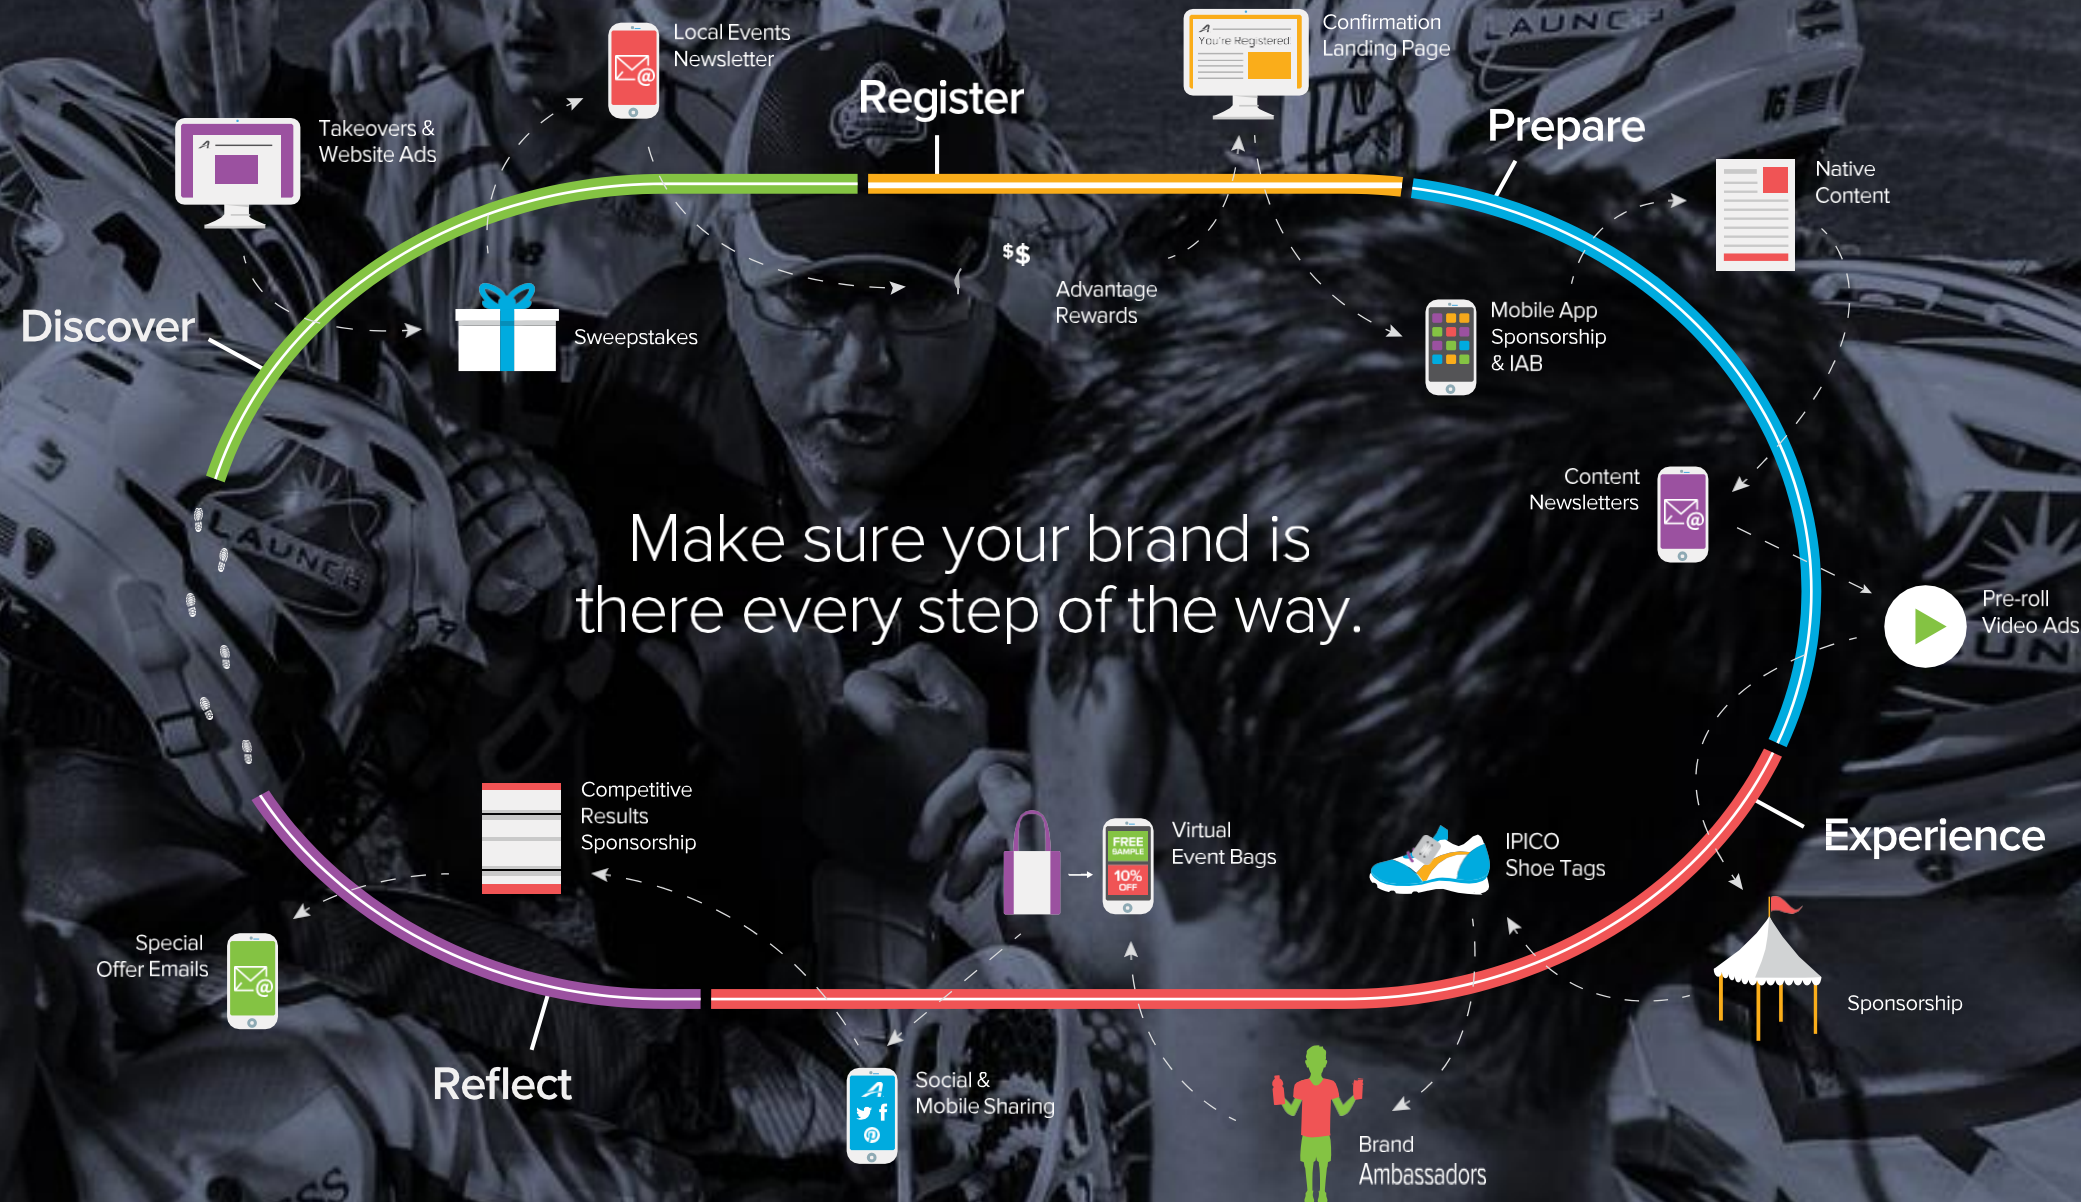 Local Events
Newsletter
You're Registered
Confirmation
Landing Page
LAUNCH
16
Register
Prepare
Takeovers &
Website Ads
Native
Content
$$
Advantage
Rewards
Discover
Sweepstakes
Mobile App
Sponsorship
& IAB
Content
Newsletters
LAUNCH
Make sure your brand is
there every step of the way.
Pre-roll
Video Ads
Competitive
Results
Sponsorship
FREE
SAMPLE
10%
OFF
Virtual
Event Bags
IPICO
Shoe Tags
Experience
Special
Offer Emails
Sponsorship
Reflect
Social &
Mobile Sharing
Brand
Ambassadors